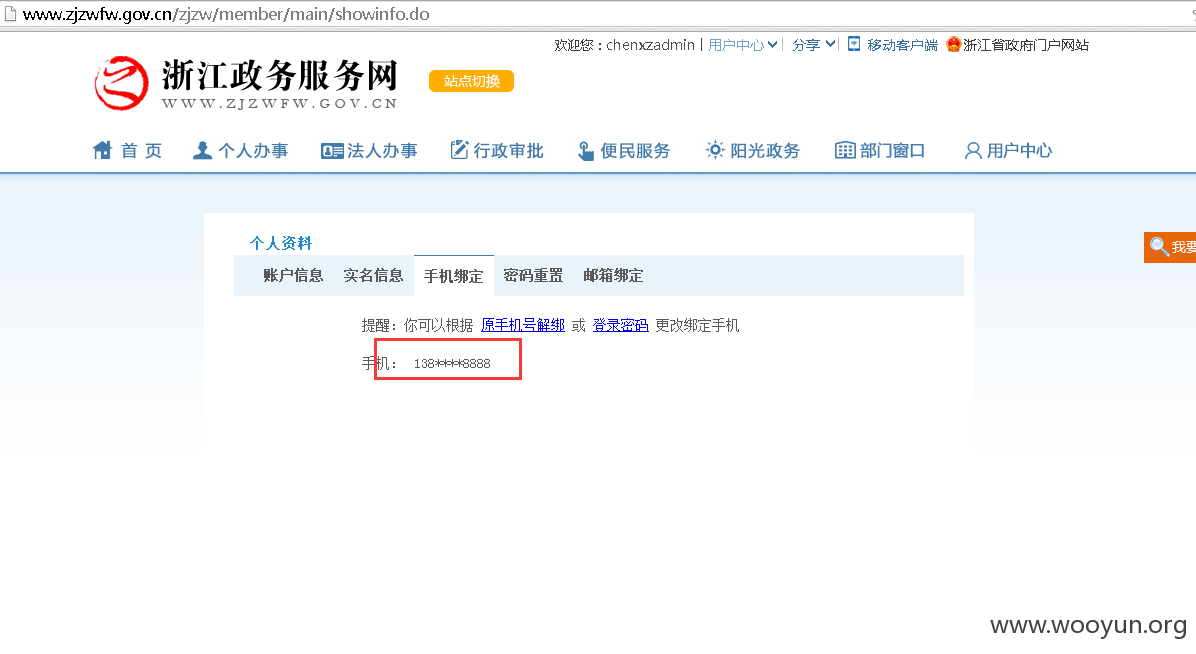 www.zjzwfw.gov.cn/zjzw/member/main/showinfo.do
欢迎您：chenxzadmin | 用户中心 | 分享 | 移动客户端 浙江省政府门户网站
浙江政务服务网
WWW.ZJZWFW.GOV.CN
站点切换
首 页 个人办事 法人办事 行政审批 便民服务 阳光政务 部门窗口 用户中心
我要
个人资料
账户信息 实名信息 手机绑定 密码重置 邮箱绑定
提醒：你可以根据 原手机号解绑 或 登录密码 更改绑定手机
手机： 138****8888
www.wooyun.org